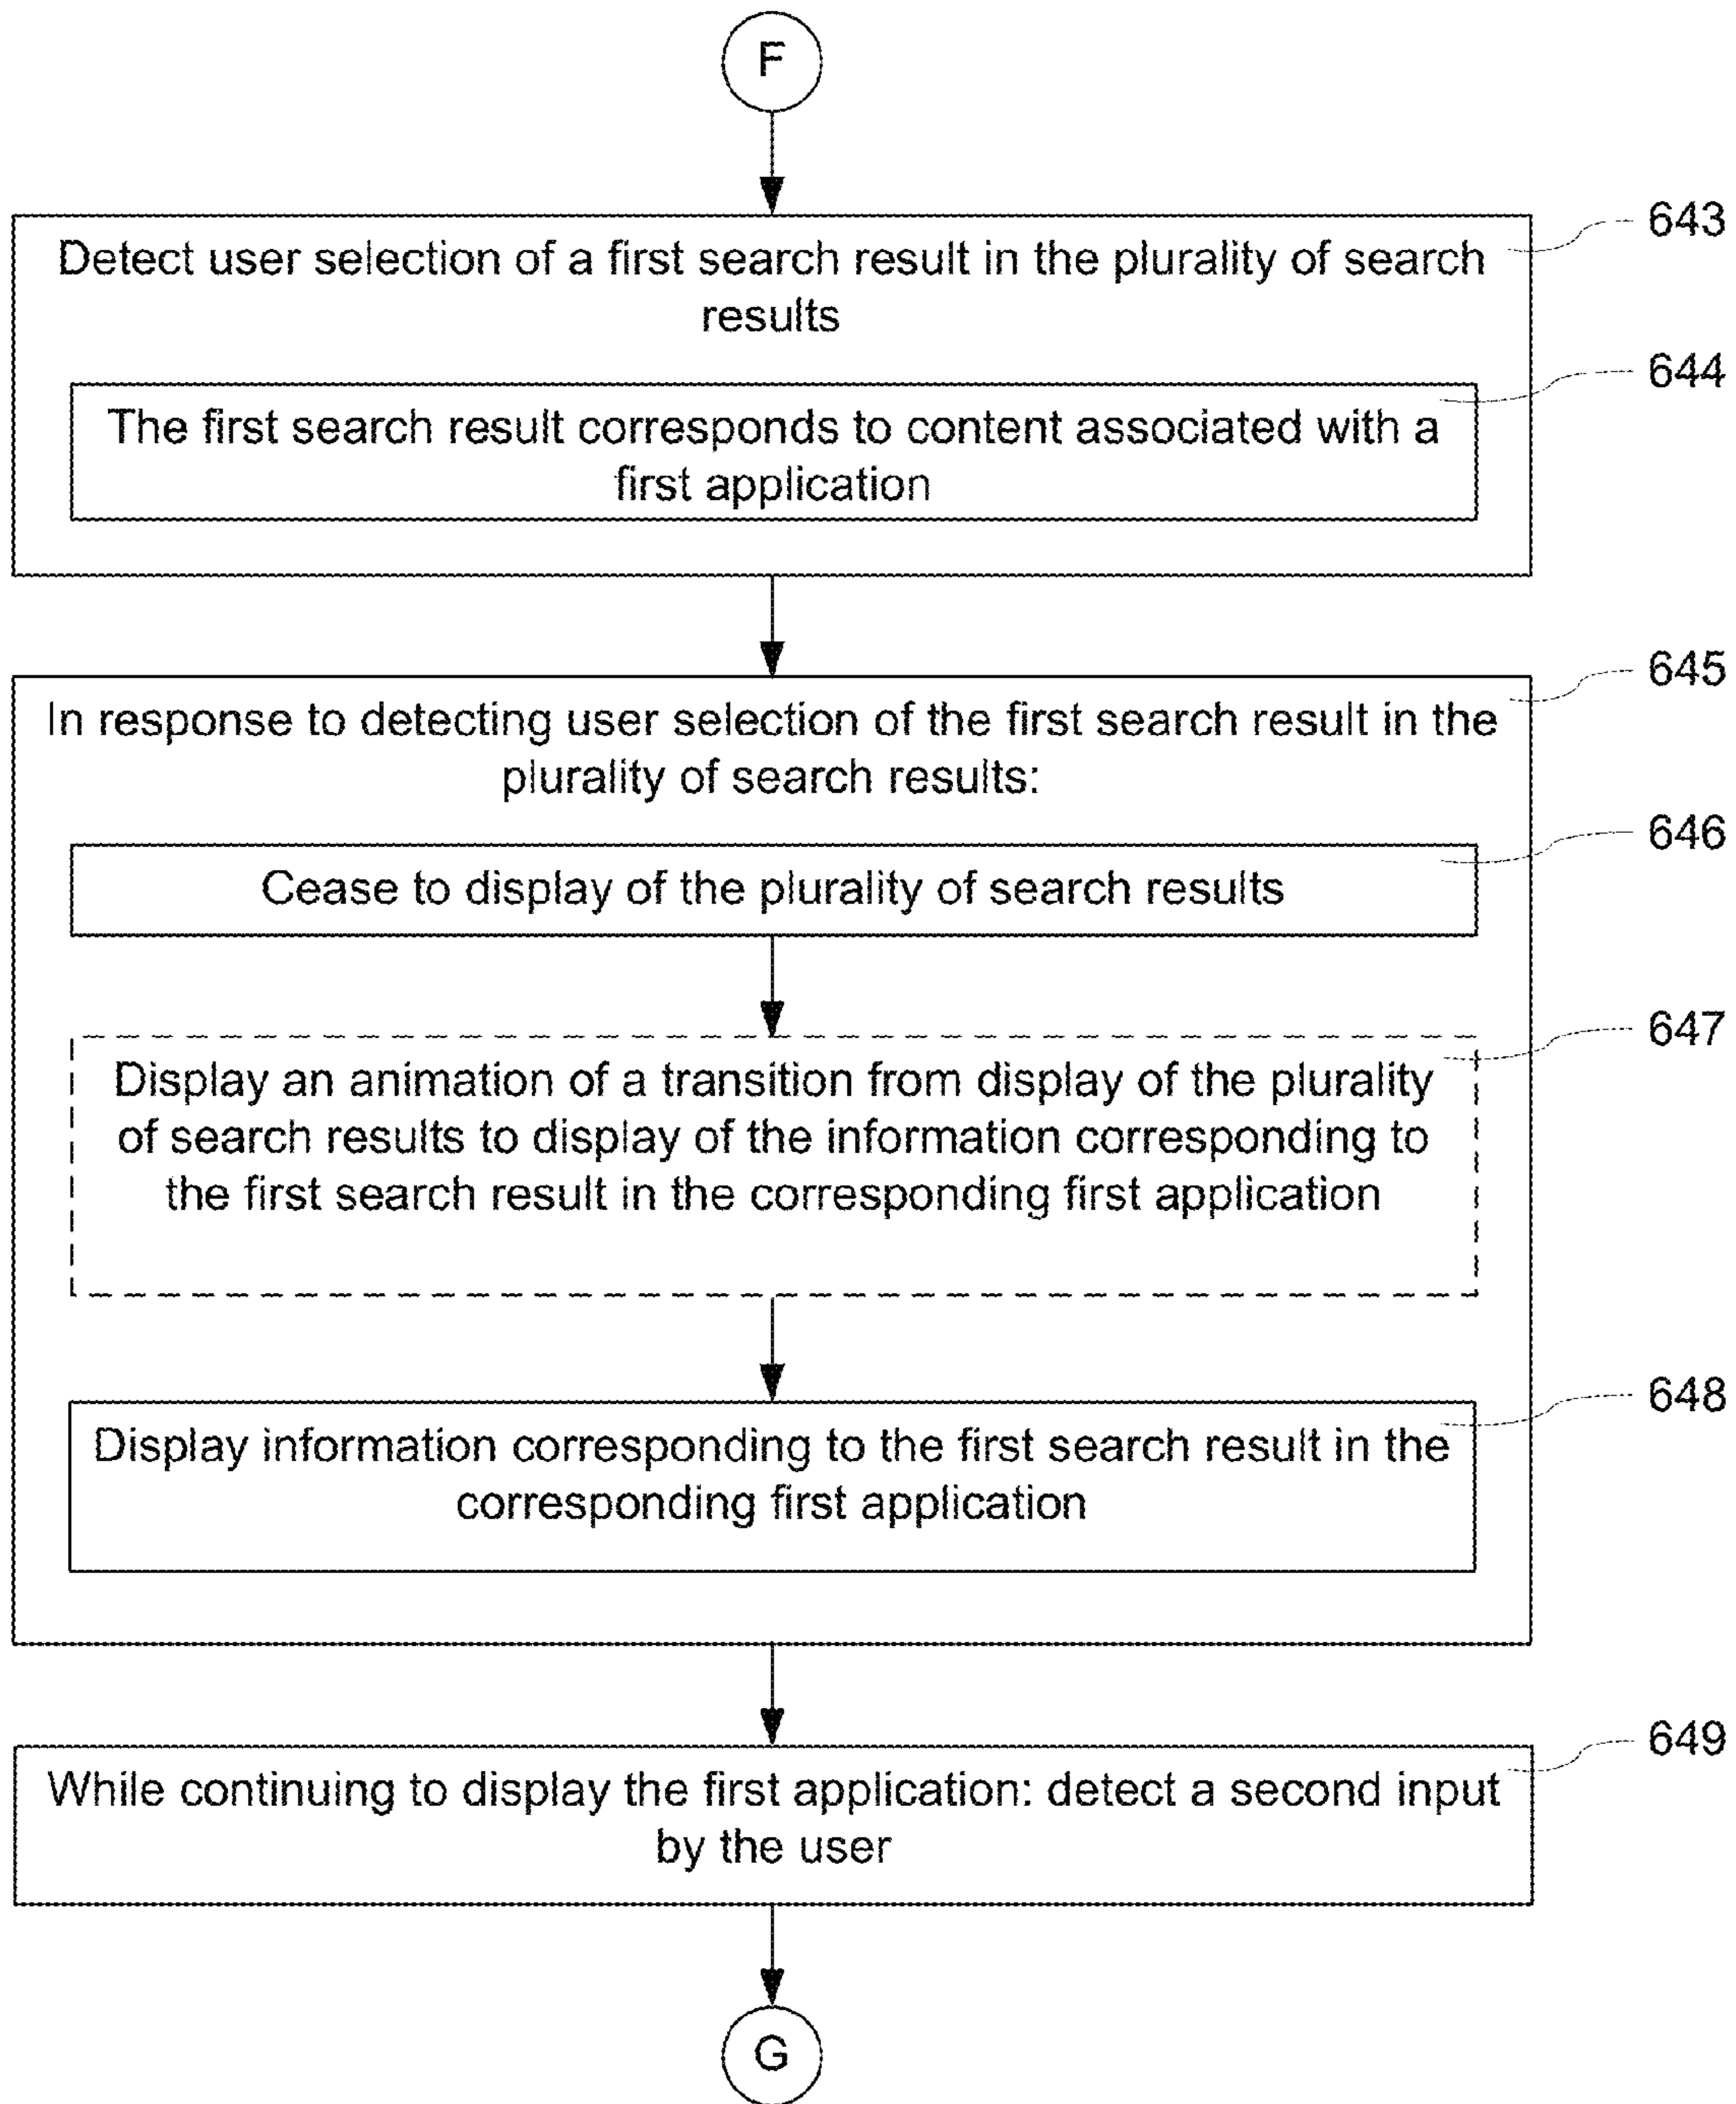 F
643
Detect user selection of a first search result in the plurality of search
results
644
The first search result corresponds to content associated with a
first application
645
In response to detecting user selection of the first search result in the
plurality of search results:
646
Cease to display of the plurality of search results
647
Display an animation of a transition from display of the plurality
of search results to display of the information corresponding to
the first search result in the corresponding first application
648
Display information corresponding to the first search result in the
corresponding first application
649
While continuing to display the first application: detect a second input
by the user
G